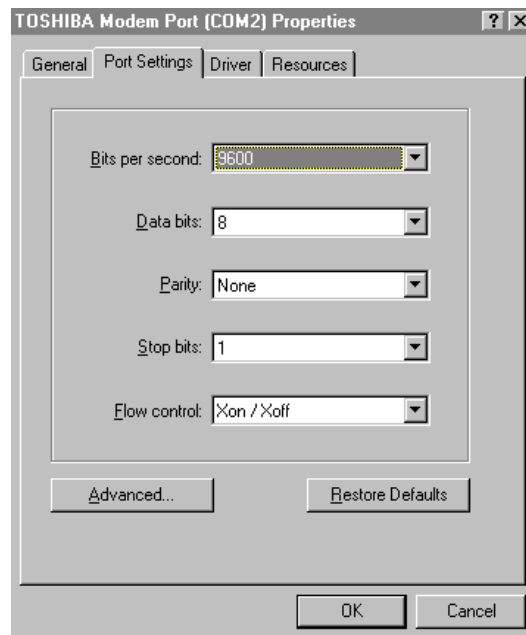 TOSHIBA Modem Port (COM2) Properties ? X
General Port Settings Driver Resources
Bits per second: 9600
Data bits: 8
Parity: None
Stop bits: 1
Flow control: Xon / Xoff
Advanced... Restore Defaults
OK Cancel